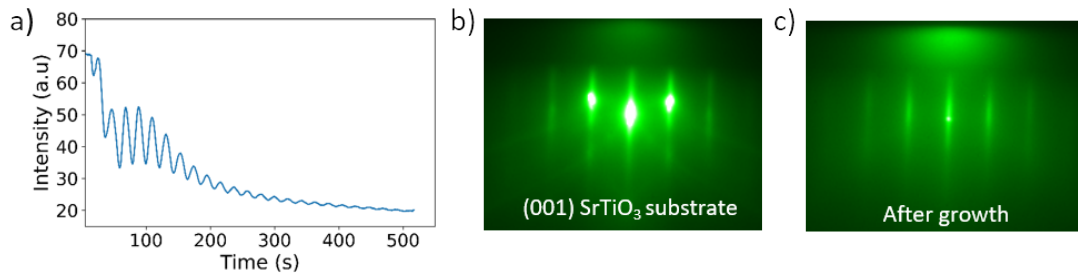 a)
80
70
60
50
40
30
20
Intensity (a.u)
100 200 300 400 500
Time (s)
b)
(001) SrTiO₃ substrate
c)
After growth